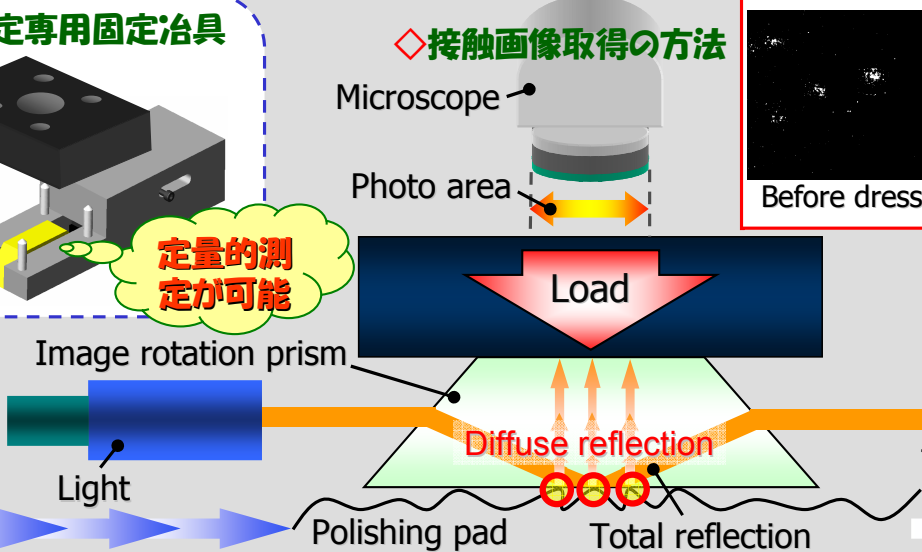 定専用固定冶具
◇接触画像取得の方法
Microscope
Photo area
Before dress
定量的測
定が可能
Load
Image rotation prism
Diffuse reflection
Light
Polishing pad
Total reflection